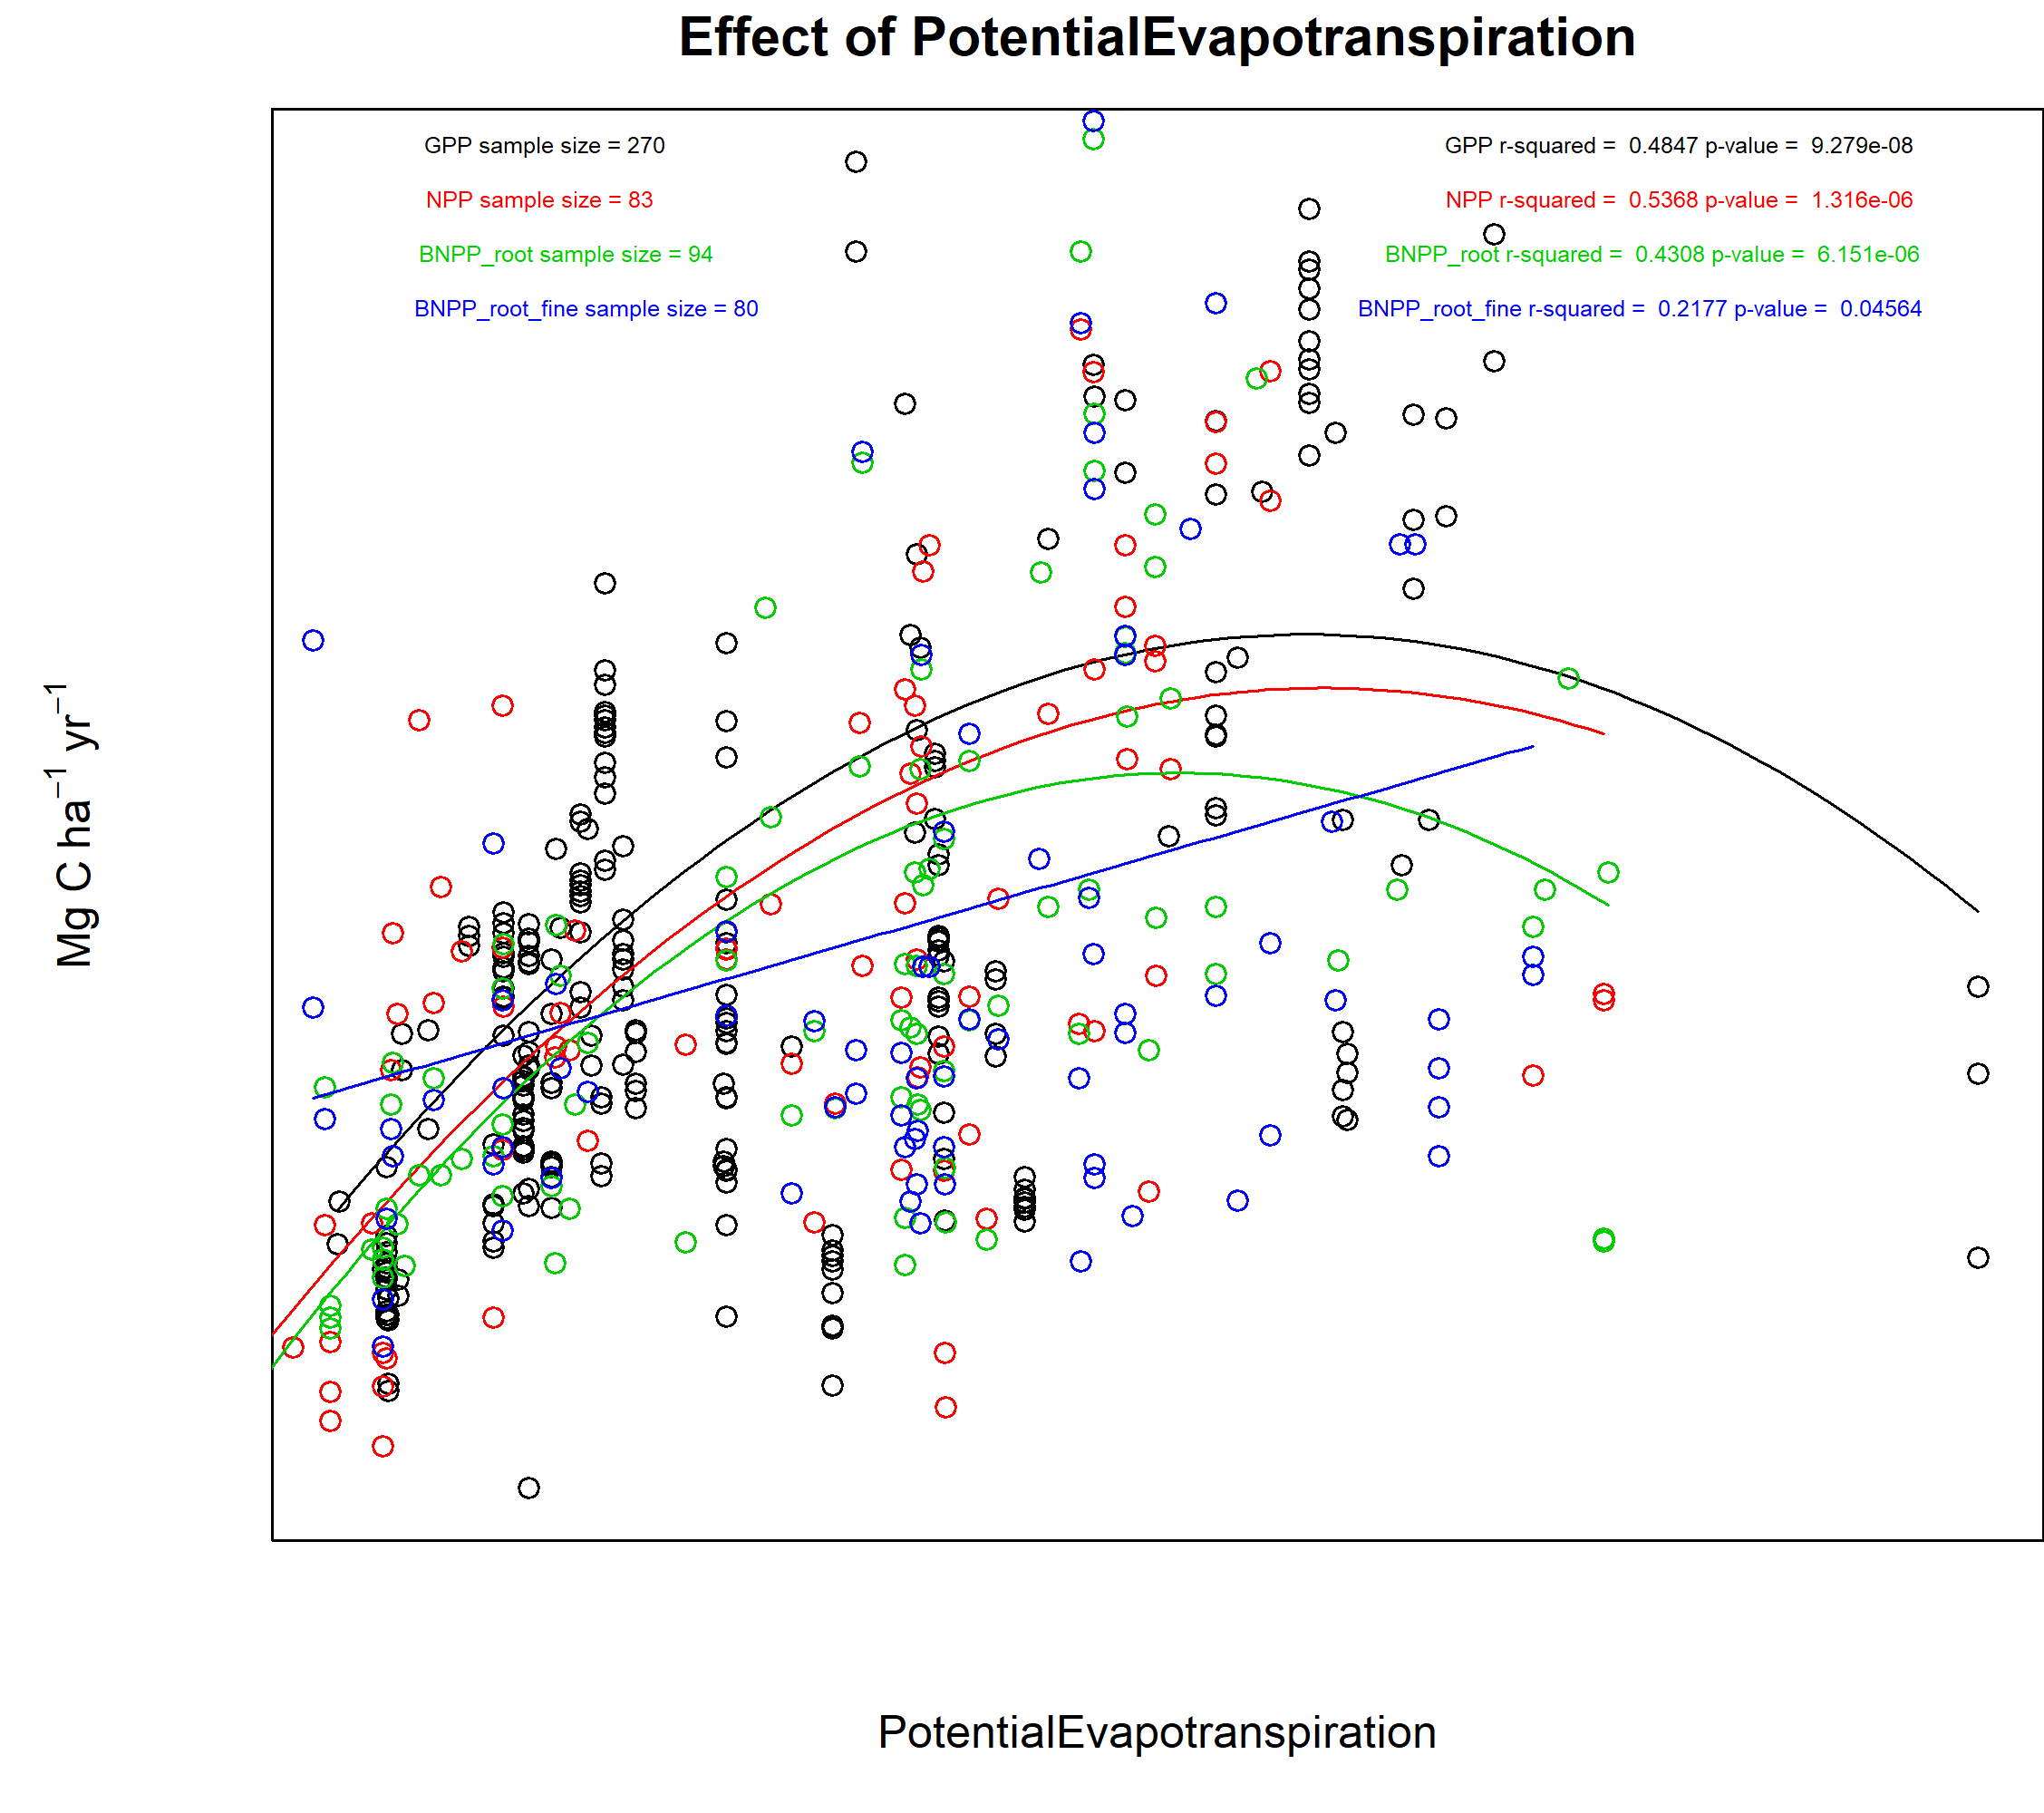 Effect of PotentialEvapotranspiration
GPP sample size = 270
GPP r-squared = 0.4847 p-value = 9.279e-08
NPP sample size = 83
NPP r-squared = 0.5368 p-value = 1.316e-06
BNPP_root sample size = 94
BNPP_root r-squared = 0.4308 p-value = 6.151e-06
BNPP_root_fine sample size = 80
BNPP_root_fine r-squared = 0.2177 p-value = 0.04564
Mg C ha⁻¹ yr⁻¹
PotentialEvapotranspiration